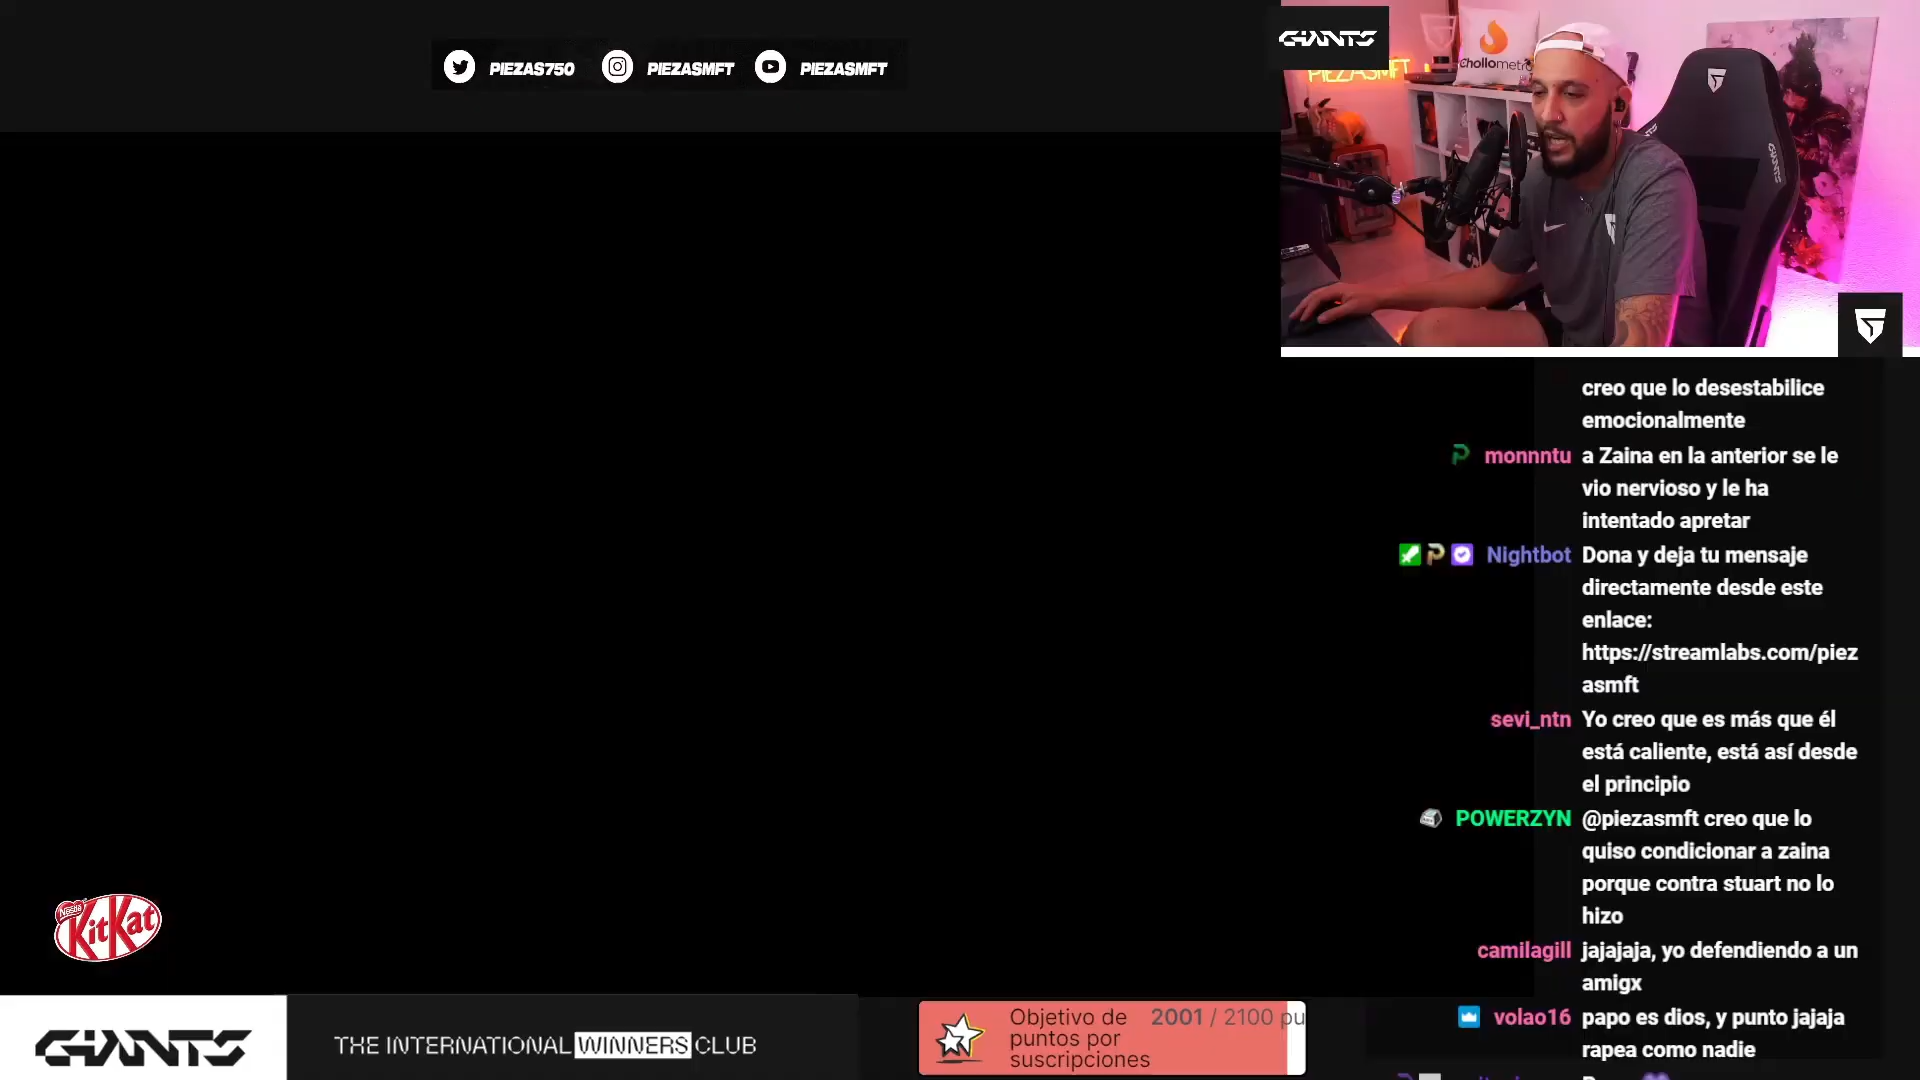 PIEZAS750 PIEZASMFT PIEZASMFT
GIANTS
PIEZASMFT
Chollometro
GIANTS
creo que lo desestabilice
emocionalmente
monnntu a Zaina en la anterior se le
vio nervioso y le ha
intentado apretar
Nightbot Dona y deja tu mensaje
directamente desde este
enlace:
https://streamlabs.com/piez
asmft
sevi_ntn Yo creo que es más que él
está caliente, está así desde
el principio
POWERZYN @piezasmft creo que lo
quiso condicionar a zaina
porque contra stuart no lo
hizo
camilagill jajajaja, yo defendiendo a un
amigx
volao16 papo es dios, y punto jajaja
rapea como nadie
Nestlé
KitKat
GIANTS
THE INTERNATIONAL WINNERS CLUB
Objetivo de
puntos por
suscripciones
2001 / 2100 pu